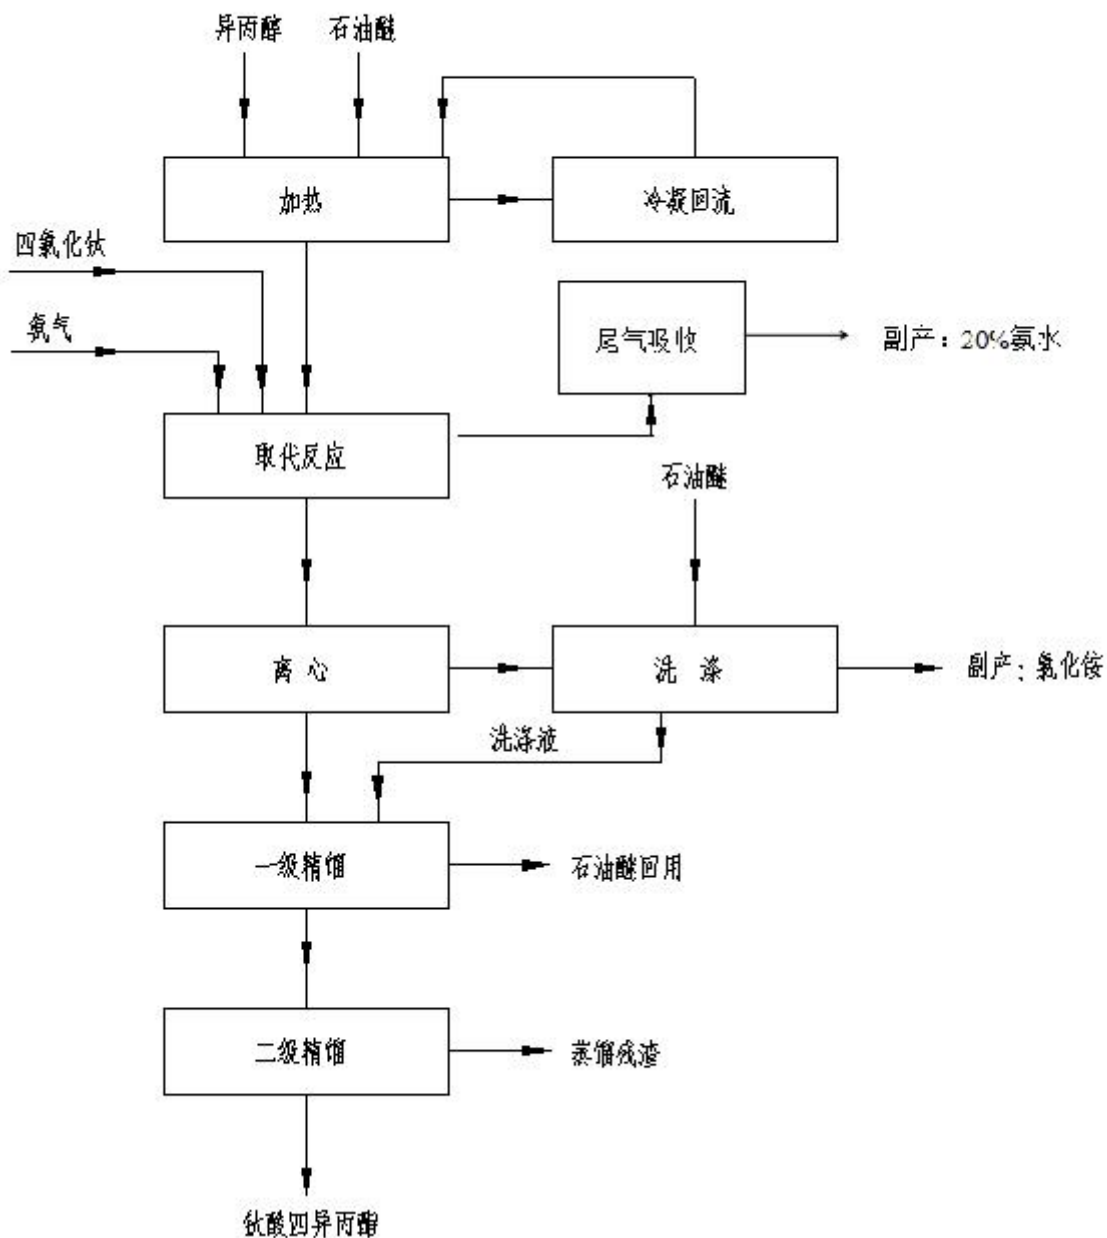 异丙醇
石油醚
加热
冷凝回流
四氯化钛
氨气
尾气吸收
副产：20%氨水
取代反应
石油醚
离心
洗 涤
副产：氯化铵
洗涤液
一级精馏
石油醚回用
二级精馏
蒸馏残渣
钛酸四异丙酯